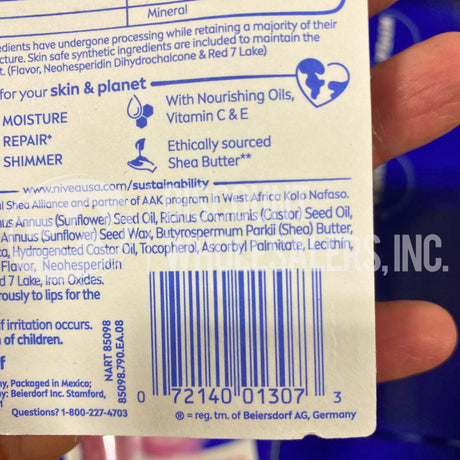 Mineral
edients have undergone processing while retaining a majority of their
cture. Skin safe synthetic ingredients are included to maintain the
t. (Flavor, Neohesperidin Dihydrochalcone & Red 7 Lake)
for your skin & planet
MOISTURE
REPAIR+
SHIMMER
With Nourishing Oils,
Vitamin C & E
Ethically sourced
Shea Butter**
www.niveausa.com/sustainability
al Shea Alliance and partner of AAK program in West Africa Kolo Nafaso.
nus Annuus (Sunflower) Seed Oil, Ricinus Communis (Castor) Seed Oil,
Annuus (Sunflower) Seed Wax, Butyrospermum Parkii (Shea) Butter,
ca, Hydrogenated Castor Oil, Tocopherol, Ascorbyl Palmitate, Lecithin,
Flavor, Neohesperidin
d 7 Lake, Iron Oxides.
WHOLESALERS, INC.
rously to lips for the
if irritation occurs.
h of children.
f
ny, Packaged in Mexico;
ny: Beiersdorf Inc. Stamford,
Questions? 1-800-227-4703
NART 85098
85098.790.EA.08
0 72140 01307 3
® = reg. tm. of Beiersdorf AG, Germany